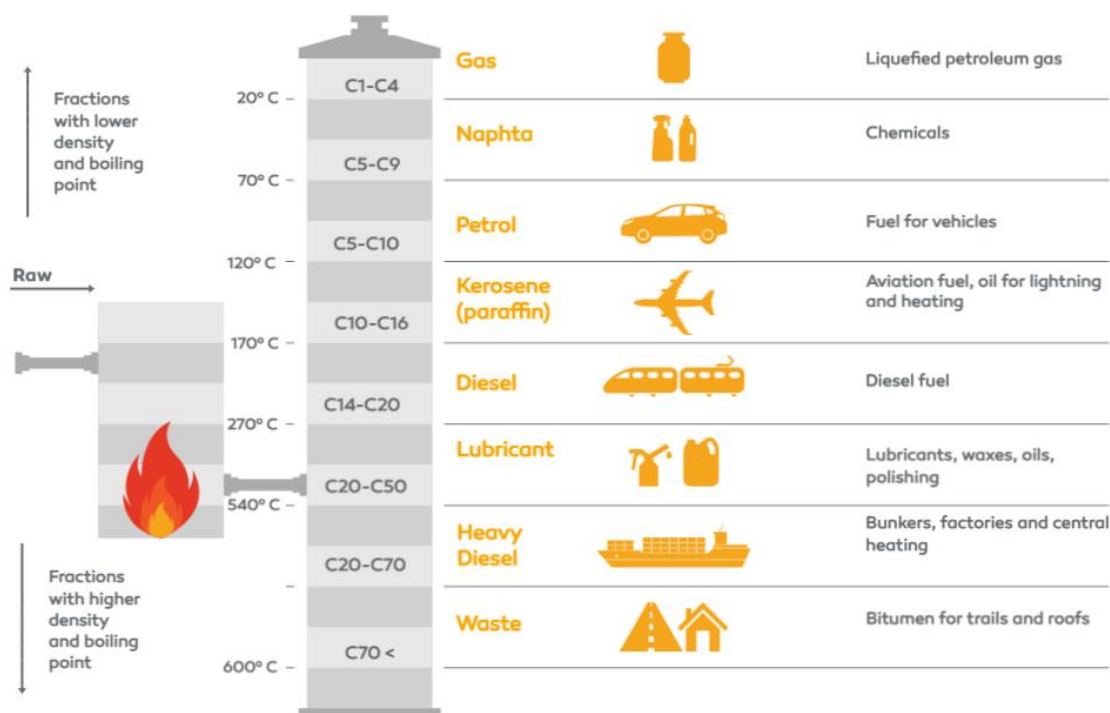 Gas
Liquefied petroleum gas
C1-C4
20° C
Fractions
with lower
density
and boiling
point
Naphta
Chemicals
C5-C9
70° C
Petrol
Fuel for vehicles
C5-C10
120° C
Raw
Kerosene
(paraffin)
Aviation fuel, oil for lightning
and heating
C10-C16
170° C
Diesel
Diesel fuel
C14-C20
270° C
Lubricant
Lubricants, waxes, oils,
polishing
C20-C50
540° C
Heavy
Diesel
Bunkers, factories and central
heating
C20-C70
Fractions
with higher
density
and boiling
point
Waste
Bitumen for trails and roofs
C70 <
600° C